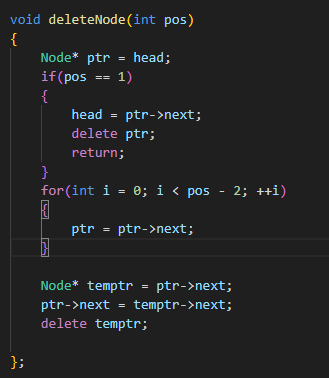 void deleteNode(int pos)
{
    Node* ptr = head;
    if(pos == 1)
    {
        head = ptr->next;
        delete ptr;
        return;
    }
    for(int i = 0; i < pos - 2; ++i)
    {
        ptr = ptr->next;
    }

    Node* temptr = ptr->next;
    ptr->next = temptr->next;
    delete temptr;

};